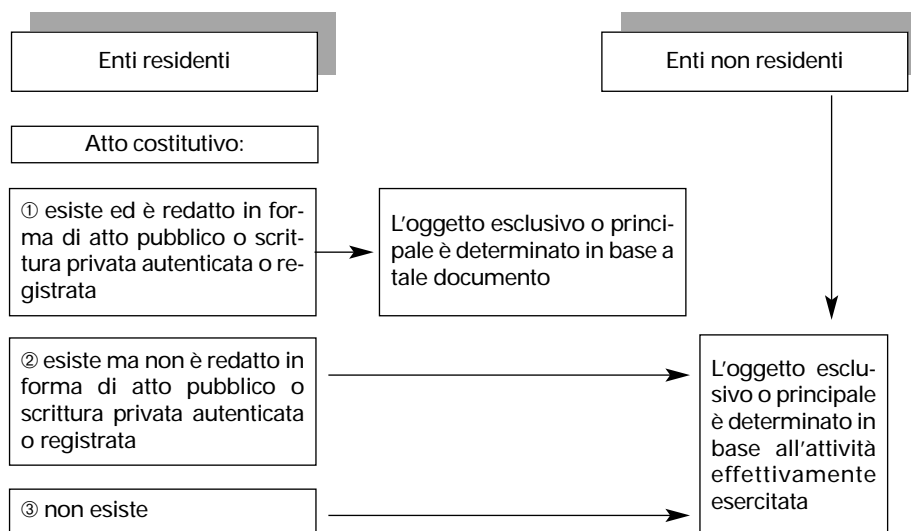 Enti residenti
Enti non residenti
Atto costitutivo:
① esiste ed è redatto in for-
ma di atto pubblico o scrit-
tura privata autenticata o re-
gistrata
L'oggetto esclusivo o princi-
pale è determinato in base a
tale documento
② esiste ma non è redatto in
forma di atto pubblico o
scrittura privata autenticata
o registrata
L'oggetto esclu-
sivo o principale
è determinato in
base all'attività
effettivamente
esercitata
③ non esiste